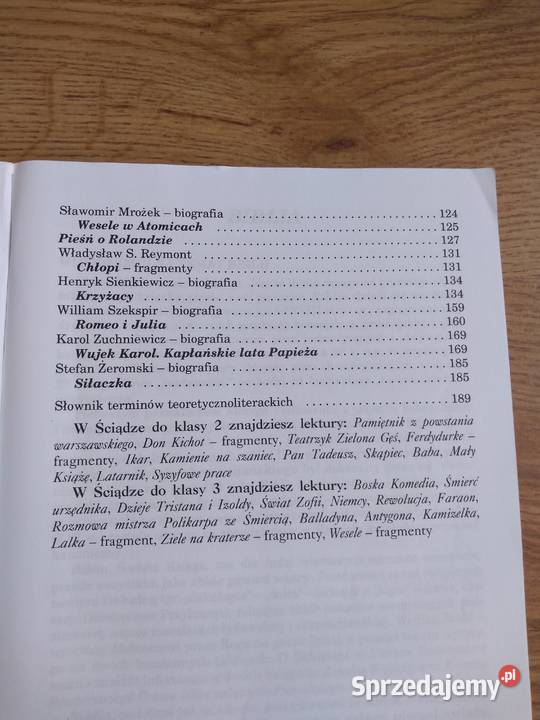 Sławomir Mrożek – biografia . . . . . . . . . . . . . . . . . . . . . . . 124
Wesele w Atomicach . . . . . . . . . . . . . . . . . . . . . . . 125
Pieśń o Rolandzie . . . . . . . . . . . . . . . . . . . . . . . 127
Władysław S. Reymont . . . . . . . . . . . . . . . . . . . . . . . 131
Chłopi – fragmenty . . . . . . . . . . . . . . . . . . . . . . . 131
Henryk Sienkiewicz – biografia . . . . . . . . . . . . . . . . . . . . . . . 134
Krzyżacy . . . . . . . . . . . . . . . . . . . . . . . 134
William Szekspir – biografia . . . . . . . . . . . . . . . . . . . . . . . 159
Romeo i Julia . . . . . . . . . . . . . . . . . . . . . . . 160
Karol Zuchniewicz – biografia . . . . . . . . . . . . . . . . . . . . . . . 169
Wujek Karol. Kapłańskie lata Papieża . . . . . . . . . . . . . . . 169
Stefan Żeromski – biografia . . . . . . . . . . . . . . . . . . . . . . . 185
Siłaczka . . . . . . . . . . . . . . . . . . . . . . . 185
Słownik terminów teoretycznoliterackich . . . . . . . . . . . . . . . 189
W Ściądze do klasy 2 znajdziesz lektury: Pamiętnik z powstania
warszawskiego, Don Kichot – fragmenty, Teatrzyk Zielona Gęś, Ferdydurke –
fragmenty, Ikar, Kamienie na szaniec, Pan Tadeusz, Skąpiec, Baba, Mały
Książę, Latarnik, Syzyfowe prace
W Ściądze do klasy 3 znajdziesz lektury: Boska Komedia, Śmierć
urzędnika, Dzieje Tristana i Izoldy, Świat Zofii, Niemcy, Rewolucja, Faraon,
Rozmowa mistrza Polikarpa ze Śmiercią, Balladyna, Antygona, Kamizelka,
Lalka – fragment, Ziele na kraterze – fragmenty, Wesele – fragmenty
Sprzedajemy.pl